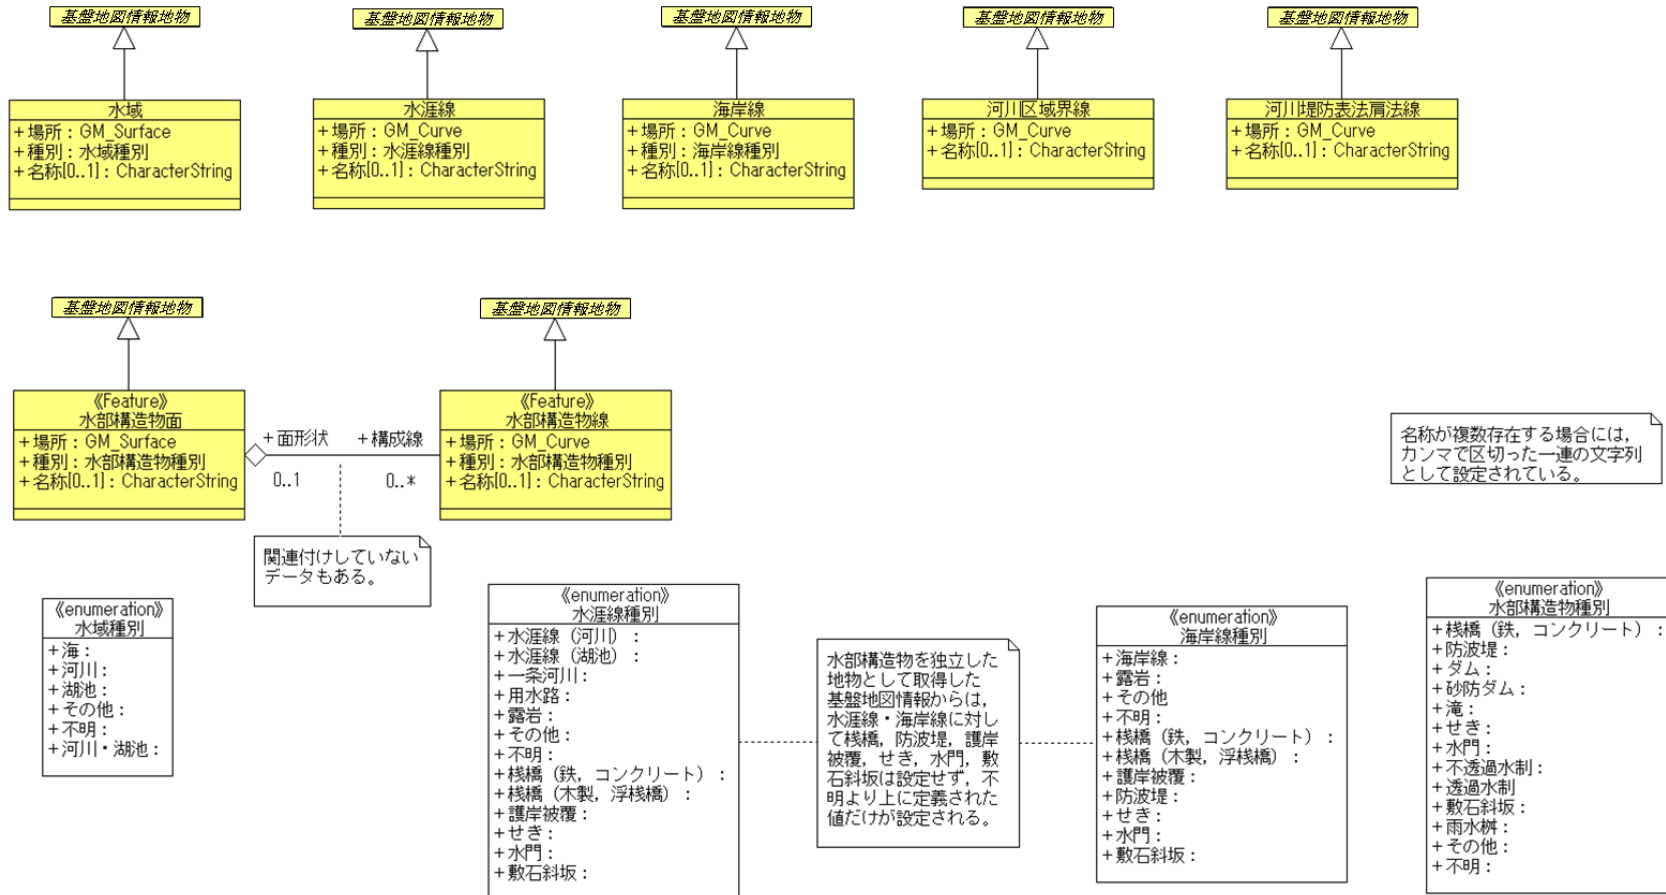 基盤地図情報地物
基盤地図情報地物
基盤地図情報地物
基盤地図情報地物
基盤地図情報地物
水域
+場所：GM_Surface
+種別：水域種別
+名称[0..1]：CharacterString
水涯線
+場所：GM_Curve
+種別：水涯線種別
+名称[0..1]：CharacterString
海岸線
+場所：GM_Curve
+種別：海岸線種別
+名称[0..1]：CharacterString
河川区域界線
+場所：GM_Curve
+名称[0..1]：CharacterString
河川堤防表法肩法線
+場所：GM_Curve
+名称[0..1]：CharacterString
基盤地図情報地物
基盤地図情報地物
《Feature》
水部構造物面
+場所：GM_Surface
+種別：水部構造物種別
+名称[0..1]：CharacterString
+面形状
0..1
+構成線
0..*
《Feature》
水部構造物線
+場所：GM_Curve
+種別：水部構造物種別
+名称[0..1]：CharacterString
名称が複数存在する場合には，
カンマで区切った一連の文字列
として設定されている。
関連付けしていない
データもある。
《enumeration》
水域種別
+海：
+河川：
+湖池：
+その他：
+不明：
+河川・湖池：
《enumeration》
水涯線種別
+水涯線（河川）：
+水涯線（湖池）：
+一条河川：
+用水路：
+露岩：
+その他：
+不明：
+桟橋（鉄，コンクリート）：
+桟橋（木製，浮桟橋）：
+護岸被覆：
+せき：
+水門：
+敷石斜坂：
水部構造物を独立した
地物として取得した
基盤地図情報からは，
水涯線・海岸線に対し
て桟橋，防波堤，護岸
被覆，せき，水門，敷
石斜坂は設定せず，不
明より上に定義された
値だけが設定される。
《enumeration》
海岸線種別
+海岸線：
+露岩：
+その他
+不明：
+桟橋（鉄，コンクリート）：
+桟橋（木製，浮桟橋）：
+護岸被覆：
+防波堤：
+せき：
+水門：
+敷石斜坂：
《enumeration》
水部構造物種別
+桟橋（鉄，コンクリート）：
+防波堤：
+ダム：
+砂防ダム：
+滝：
+せき：
+水門：
+不透過水制：
+透過水制
+敷石斜坂：
+雨水桝：
+その他：
+不明：